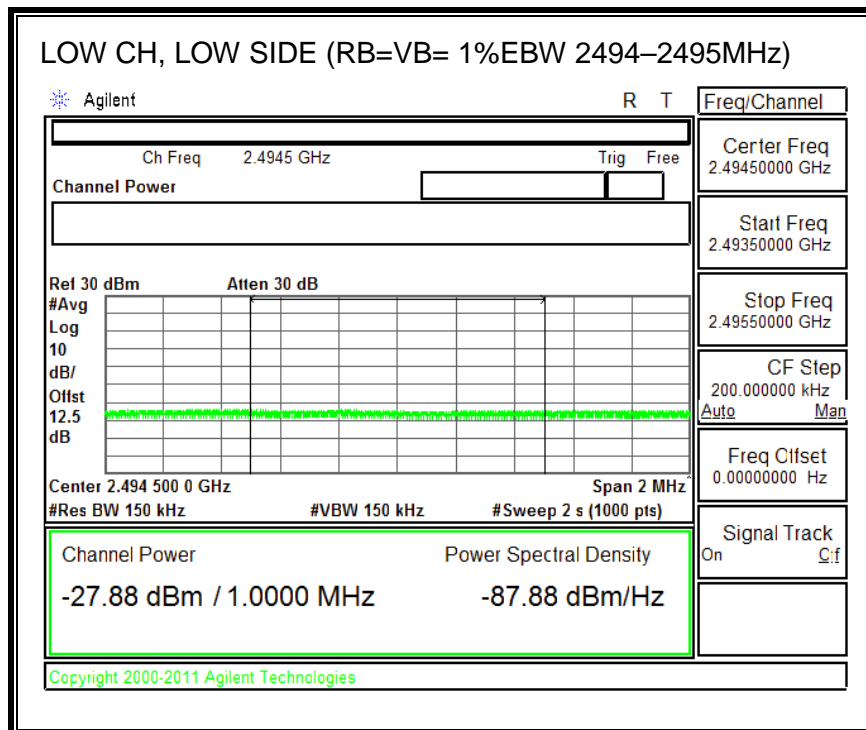 LOW CH, LOW SIDE (RB=VB= 1%EBW 2494–2495MHz)
Agilent R T
Freq/Channel
Ch Freq 2.4945 GHz Trig Free
Channel Power
Center Freq
2.49450000 GHz
Start Freq
2.49350000 GHz
Stop Freq
2.49550000 GHz
CF Step
200.000000 kHz
Auto Man
Freq Offset
0.00000000 Hz
Signal Track
On Off
Ref 30 dBm Atten 30 dB
#Avg
Log
10
dB/
Offst
12.5
dB
Center 2.494 500 0 GHz Span 2 MHz
#Res BW 150 kHz #VBW 150 kHz #Sweep 2 s (1000 pts)
Channel Power Power Spectral Density
-27.88 dBm / 1.0000 MHz -87.88 dBm/Hz
Copyright 2000-2011 Agilent Technologies